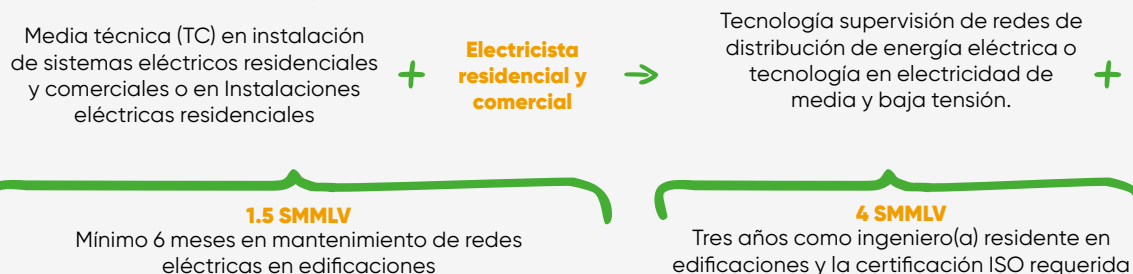 Media técnica (TC) en instalación
de sistemas eléctricos residenciales
y comerciales o en Instalaciones
eléctricas residenciales
+
Electricista
residencial y
comercial
→
Tecnología supervisión de redes de
distribución de energía eléctrica o
tecnología en electricidad de
media y baja tensión.
+
1.5 SMMLV
Mínimo 6 meses en mantenimiento de redes
eléctricas en edificaciones
4 SMMLV
Tres años como ingeniero(a) residente en
edificaciones y la certificación ISO requerida